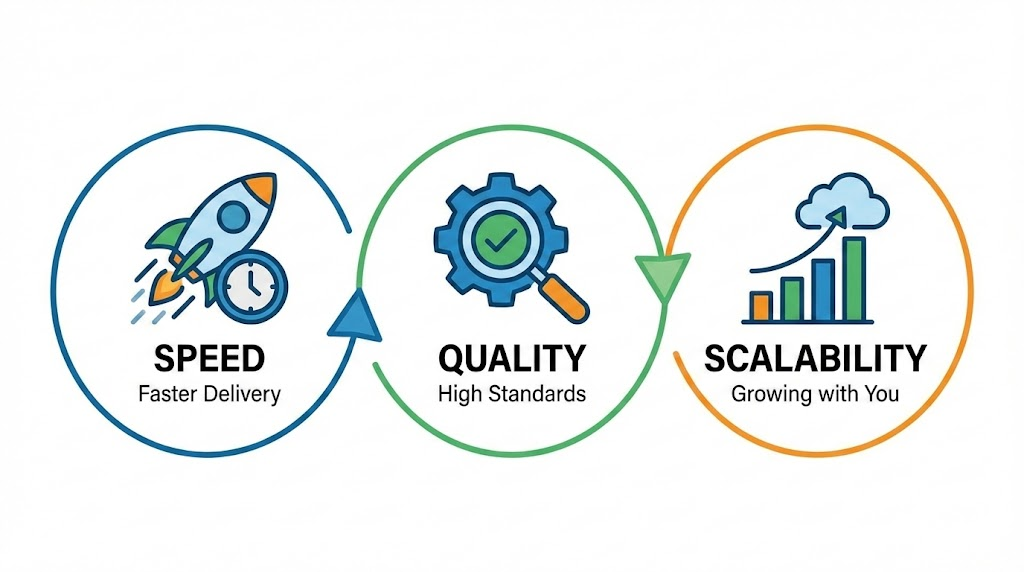 SPEED
Faster Delivery
QUALITY
High Standards
SCALABILITY
Growing with You